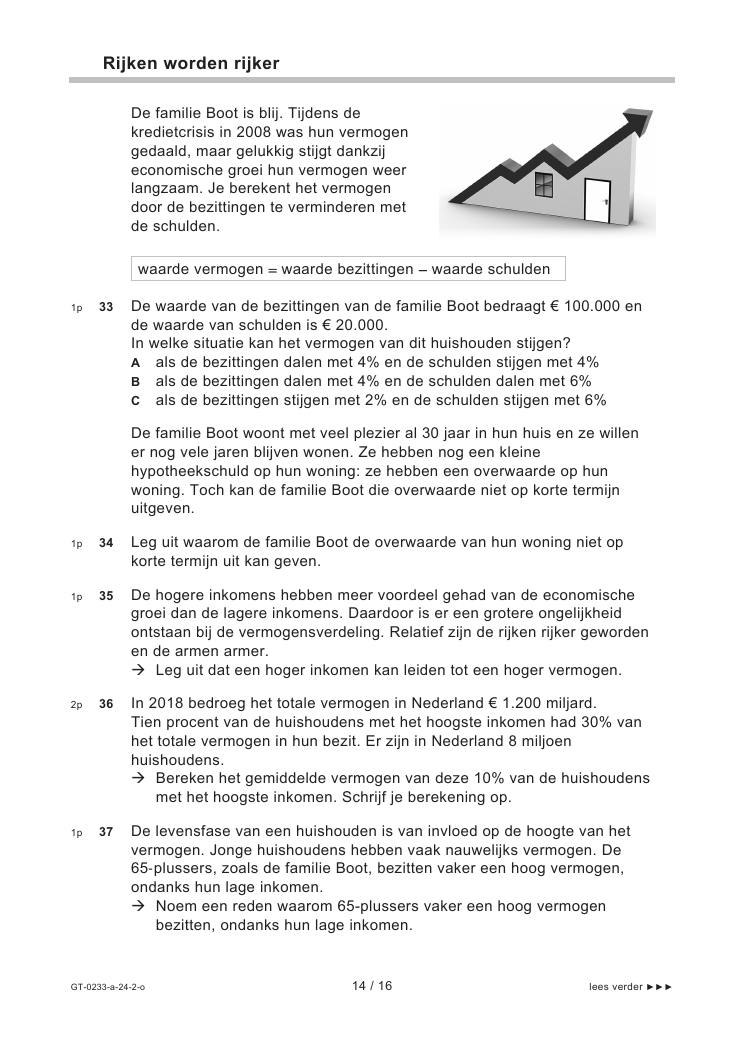 Rijken worden rijker
De familie Boot is blij. Tijdens de
kredietcrisis in 2008 was hun vermogen
gedaald, maar gelukkig stijgt dankzij
economische groei hun vermogen weer
langzaam. Je berekent het vermogen
door de bezittingen te verminderen met
de schulden.
waarde vermogen = waarde bezittingen – waarde schulden
1p 33 De waarde van de bezittingen van de familie Boot bedraagt € 100.000 en
de waarde van schulden is € 20.000.
In welke situatie kan het vermogen van dit huishouden stijgen?
A als de bezittingen dalen met 4% en de schulden stijgen met 4%
B als de bezittingen dalen met 4% en de schulden dalen met 6%
C als de bezittingen stijgen met 2% en de schulden stijgen met 6%
De familie Boot woont met veel plezier al 30 jaar in hun huis en ze willen
er nog vele jaren blijven wonen. Ze hebben nog een kleine
hypotheekschuld op hun woning: ze hebben een overwaarde op hun
woning. Toch kan de familie Boot die overwaarde niet op korte termijn
uitgeven.
1p 34 Leg uit waarom de familie Boot de overwaarde van hun woning niet op
korte termijn uit kan geven.
1p 35 De hogere inkomens hebben meer voordeel gehad van de economische
groei dan de lagere inkomens. Daardoor is er een grotere ongelijkheid
ontstaan bij de vermogensverdeling. Relatief zijn de rijken rijker geworden
en de armen armer.
→ Leg uit dat een hoger inkomen kan leiden tot een hoger vermogen.
2p 36 In 2018 bedroeg het totale vermogen in Nederland € 1.200 miljard.
Tien procent van de huishoudens met het hoogste inkomen had 30% van
het totale vermogen in hun bezit. Er zijn in Nederland 8 miljoen
huishoudens.
→ Bereken het gemiddelde vermogen van deze 10% van de huishoudens
met het hoogste inkomen. Schrijf je berekening op.
1p 37 De levensfase van een huishouden is van invloed op de hoogte van het
vermogen. Jonge huishoudens hebben vaak nauwelijks vermogen. De
65-plussers, zoals de familie Boot, bezitten vaker een hoog vermogen,
ondanks hun lage inkomen.
→ Noem een reden waarom 65-plussers vaker een hoog vermogen
bezitten, ondanks hun lage inkomen.
GT-0233-a-24-2-o 14 / 16 lees verder ►►►